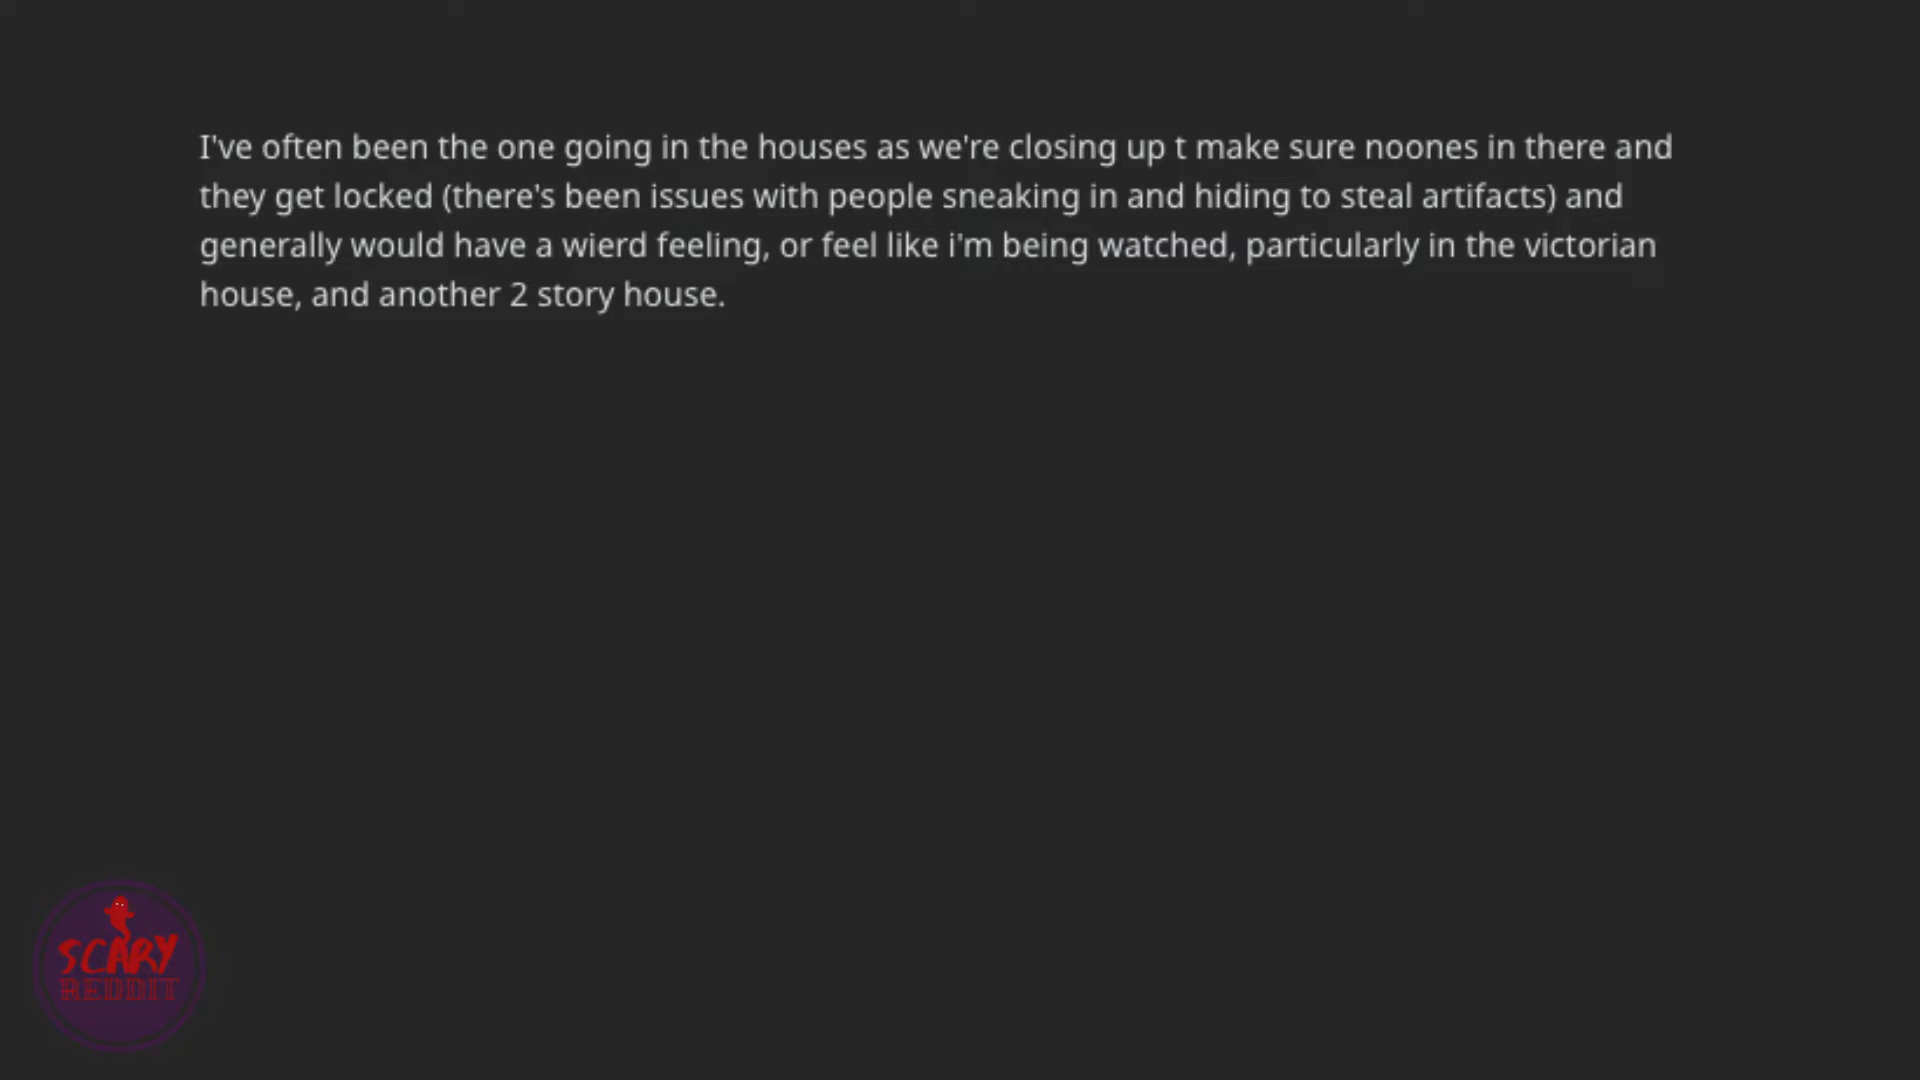 I've often been the one going in the houses as we're closing up t make sure noones in there and
they get locked (there's been issues with people sneaking in and hiding to steal artifacts) and
generally would have a wierd feeling, or feel like i'm being watched, particularly in the victorian
house, and another 2 story house.
SCARY
REDDIT